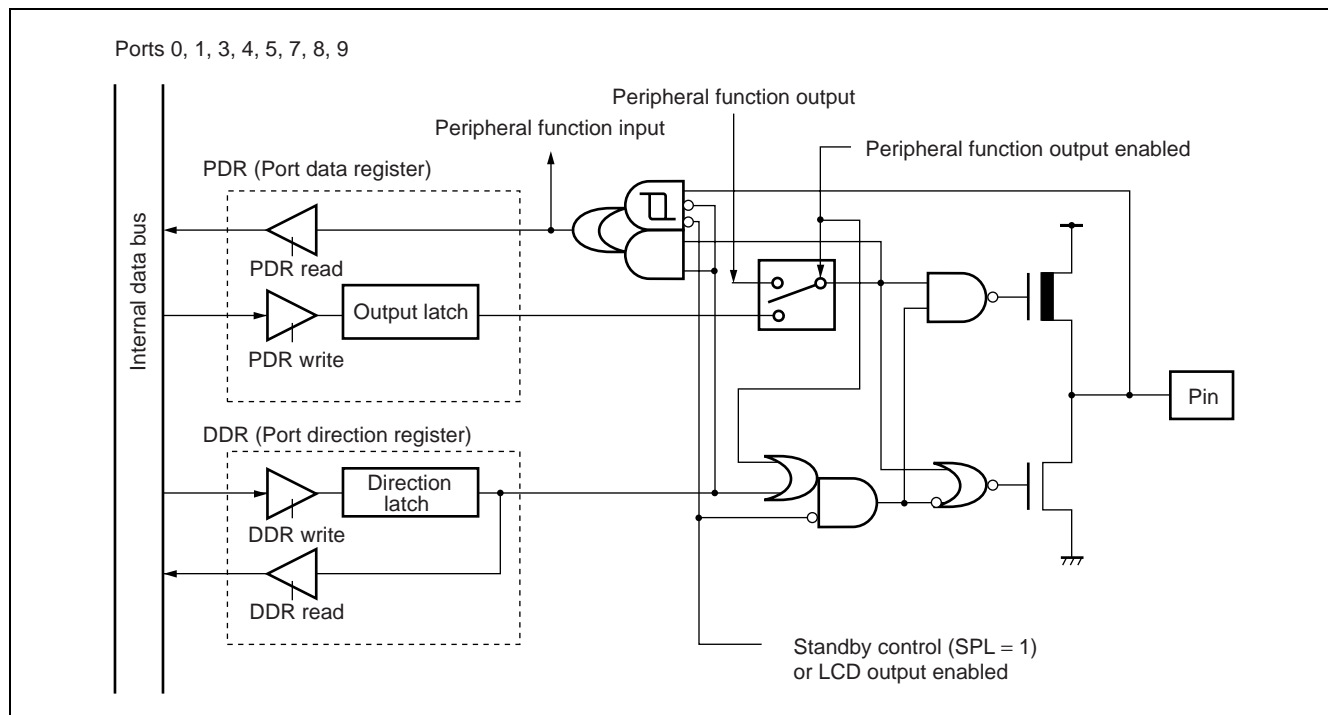 Ports 0, 1, 3, 4, 5, 7, 8, 9
Peripheral function output
Peripheral function input
Peripheral function output enabled
PDR (Port data register)
Internal data bus
PDR read
Output latch
PDR write
Pin
DDR (Port direction register)
Direction
latch
DDR write
DDR read
Standby control (SPL = 1)
or LCD output enabled